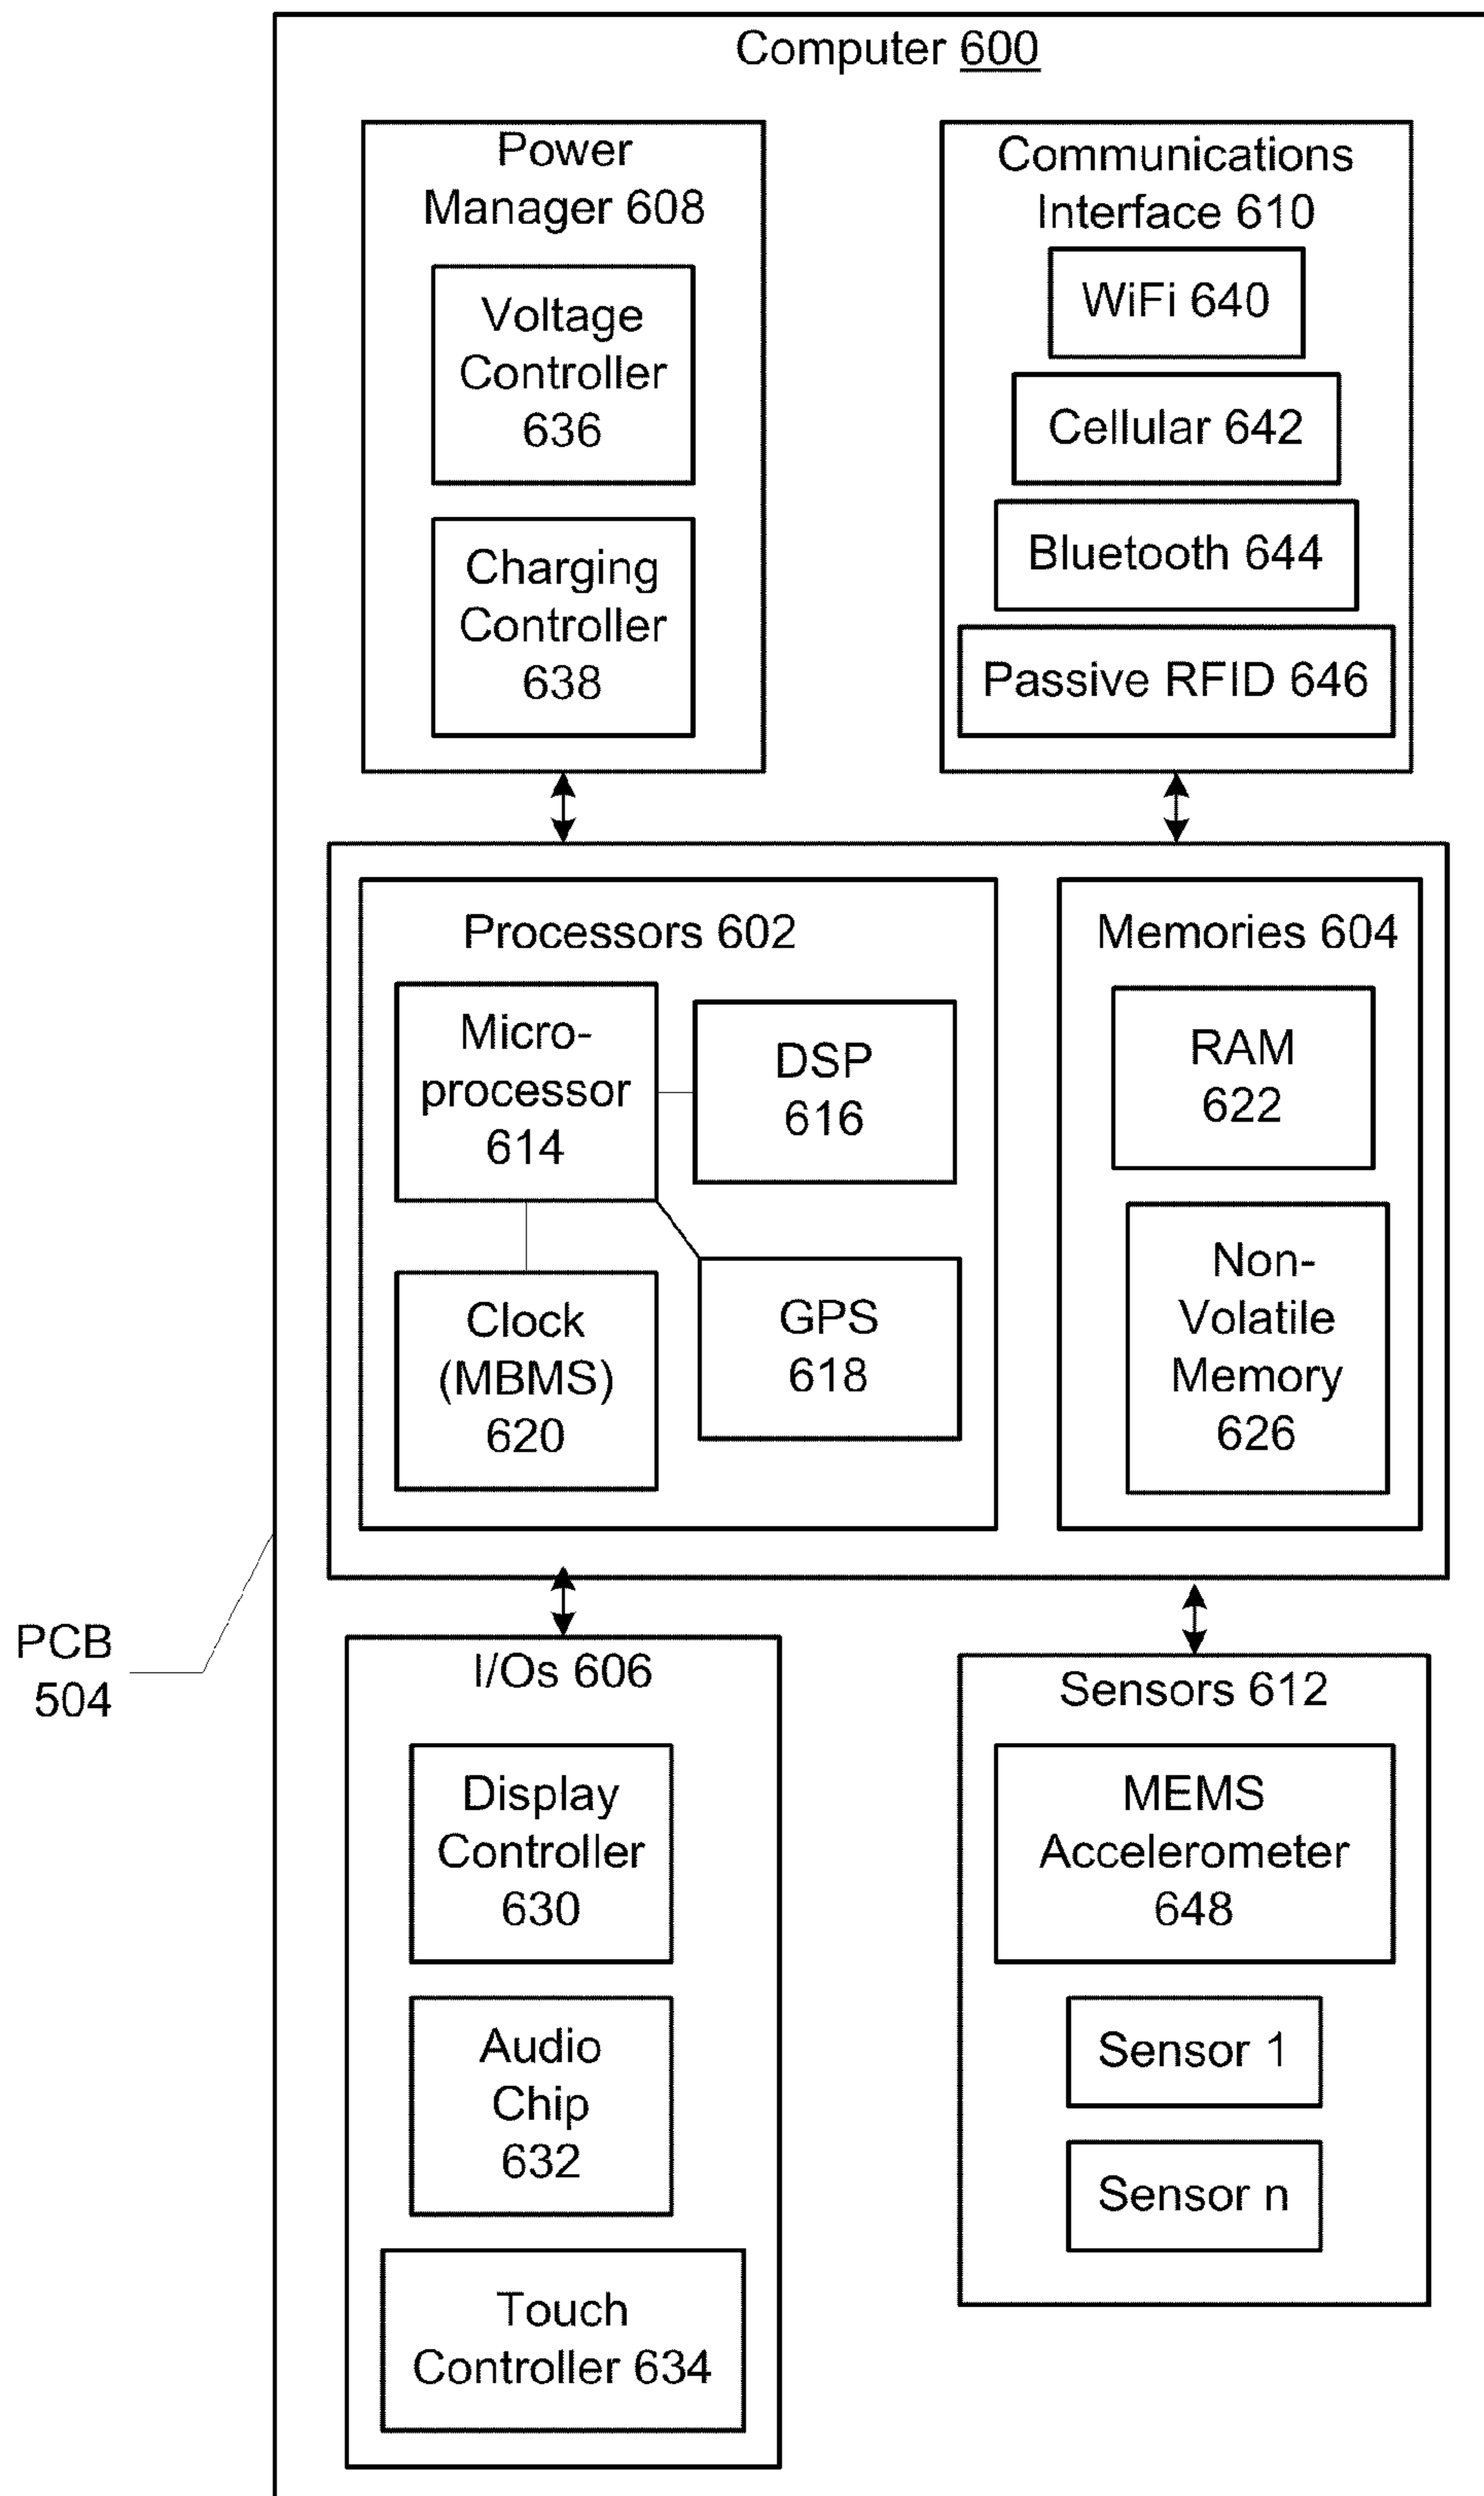 Computer 600
Power
Manager 608
Voltage
Controller
636
Charging
Controller
638
Communications
Interface 610
WiFi 640
Cellular 642
Bluetooth 644
Passive RFID 646
Processors 602
Micro-
processor
614
DSP
616
Clock
(MBMS)
620
GPS
618
Memories 604
RAM
622
Non-
Volatile
Memory
626
PCB
504
I/Os 606
Display
Controller
630
Audio
Chip
632
Touch
Controller 634
Sensors 612
MEMS
Accelerometer
648
Sensor 1
Sensor n